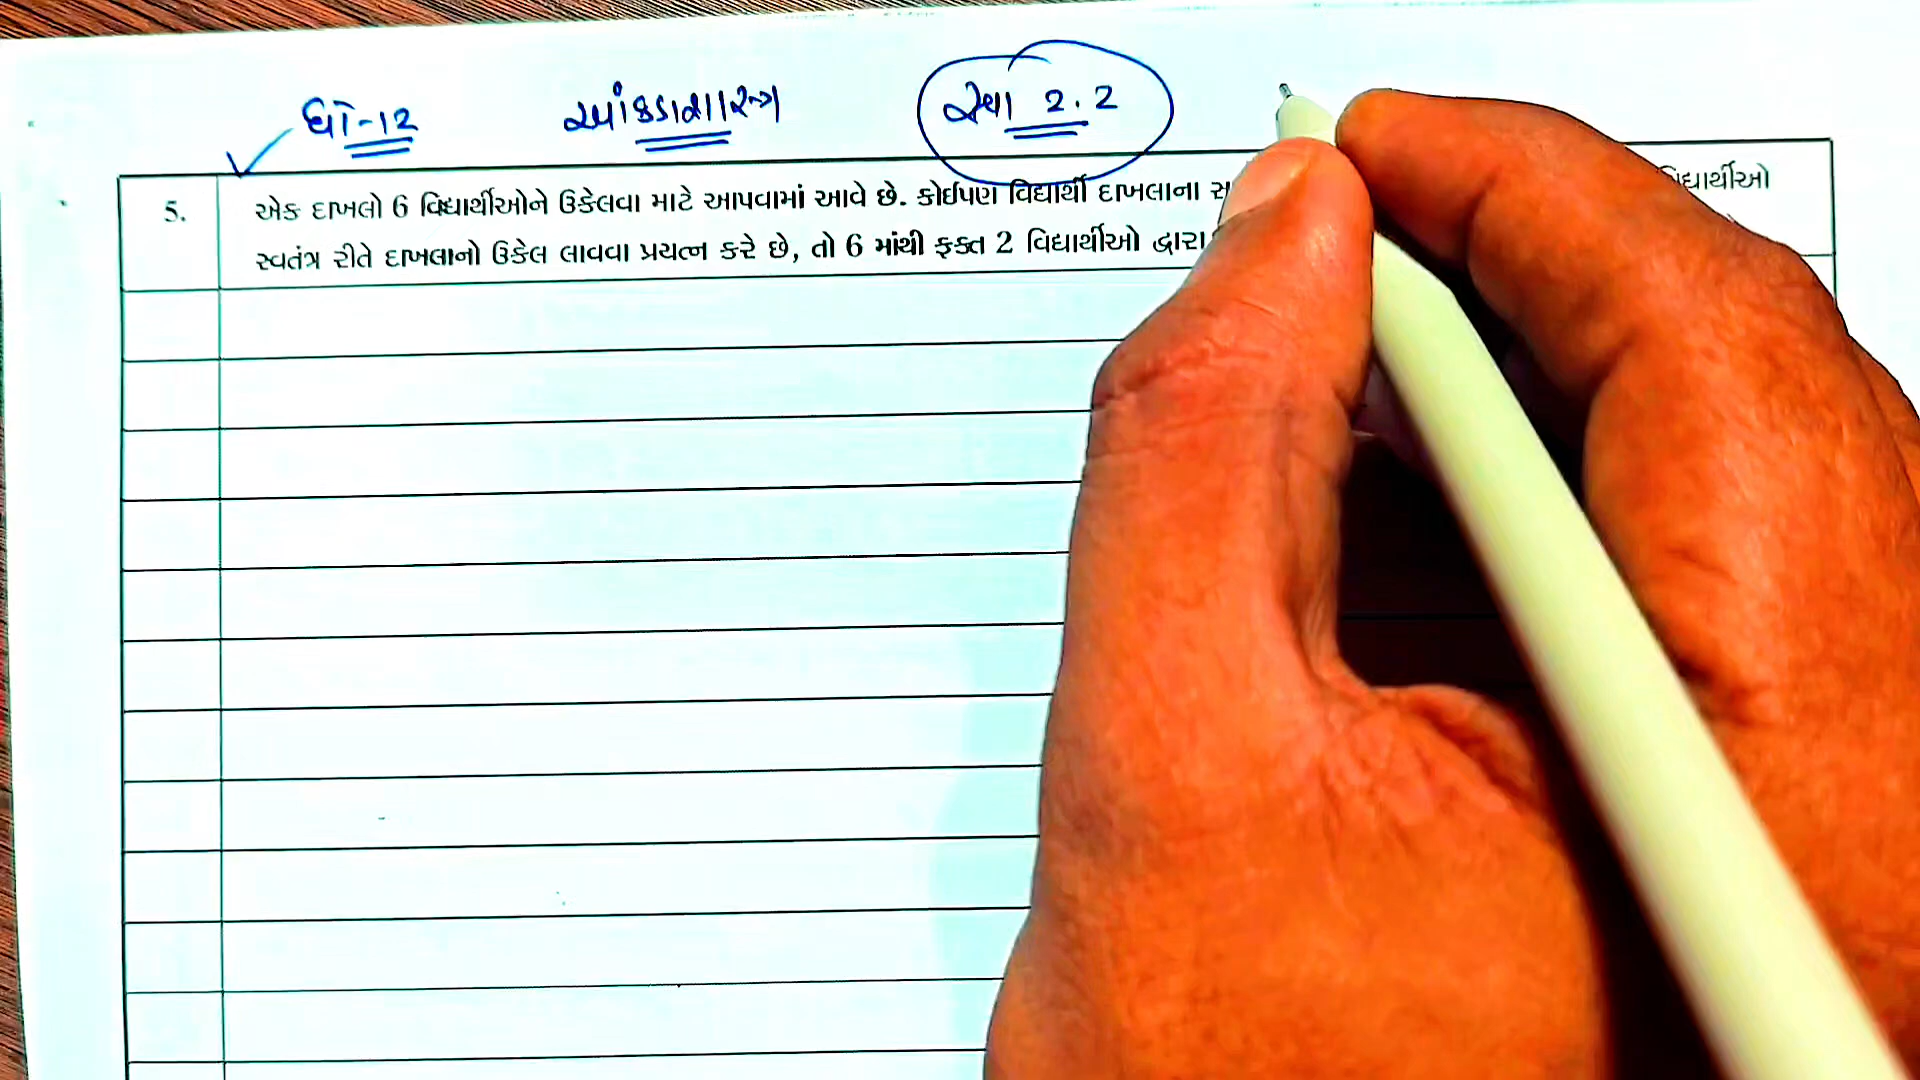 ધો-12 આંકડાશાસ્ત્ર સ્વા 2.2
5. એક દાખલો 6 વિદ્યાર્થીઓને ઉકેલવા માટે આપવામાં આવે છે. કોઈપણ વિદ્યાર્થી દાખલાના
સ્વતંત્ર રીતે દાખલાનો ઉકેલ લાવવા પ્રયત્ન કરે છે, તો 6 માંથી ફક્ત 2 વિદ્યાર્થીઓ દ્વારા